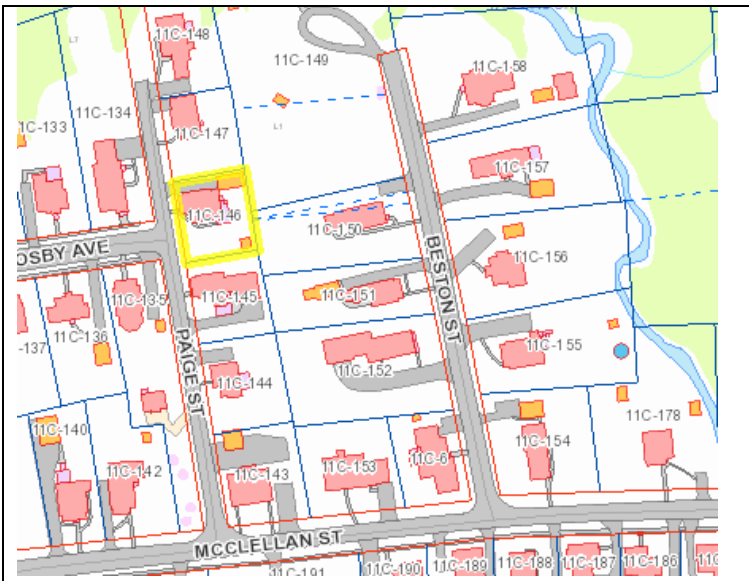 11C-148
LT
11C-149
11C-158
11C-134
11C-133
11C-147
L1
11C-157
11C-146
11C-150
OSBY AVE
BESTON ST
11C-156
11C-145
11C-151
11C-135
11C-136
-137
PAIGE ST
11C-152
11C-155
11C-144
11C-178
11C-140
11C-154
11C-6
11C-142
11C-143
11C-153
MCCLELLAN ST
11C-191
11C-190
11C-189
11C-188
11C-187
11C-186
11C